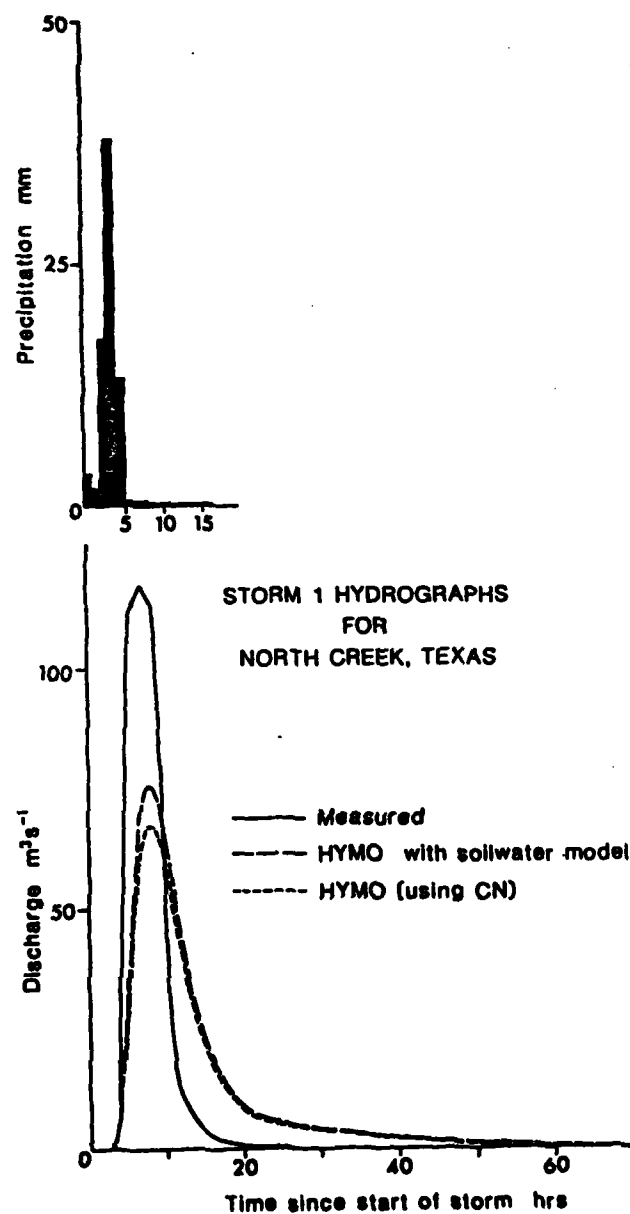 50
Precipitation mm
25
0
5 10 15
STORM 1 HYDROGRAPHS
FOR
NORTH CREEK, TEXAS
100
Discharge m³s⁻¹
50
Measured
HYMO with soilwater model
HYMO (using CN)
0 20 40 60
Time since start of storm hrs